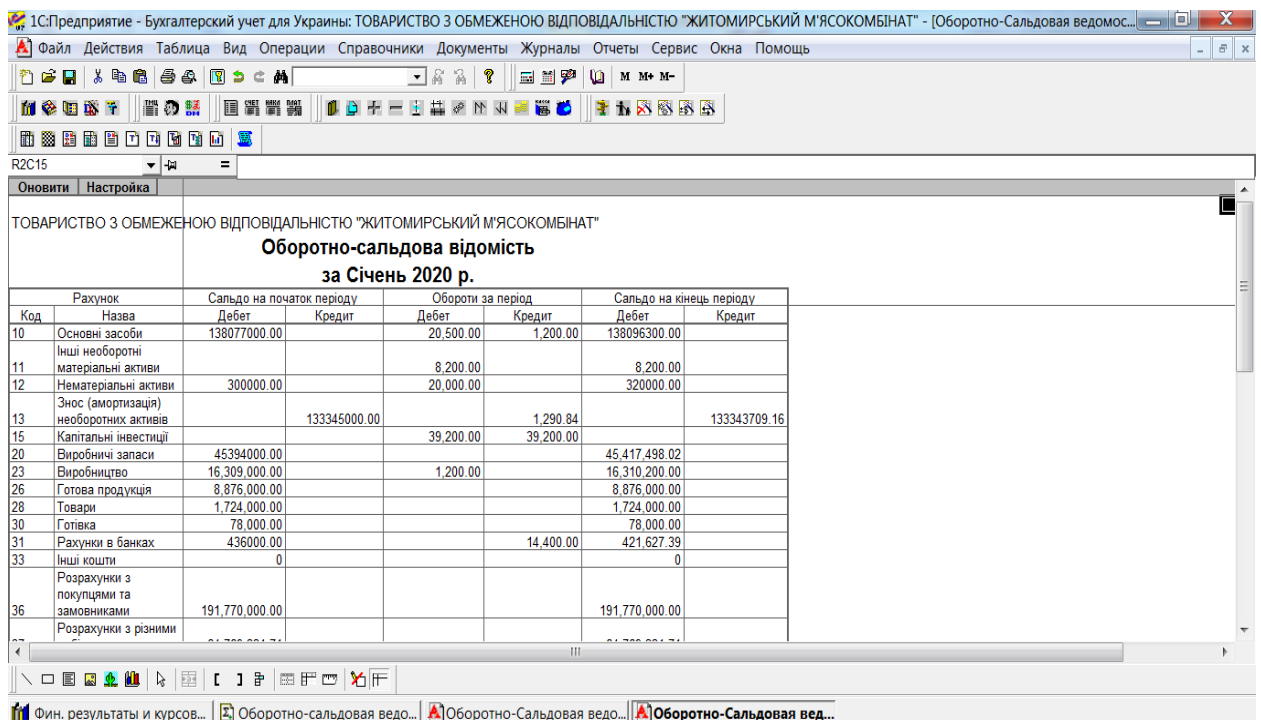 1С:Предприятие - Бухгалтерский учет для Украины: ТОВАРИСТВО З ОБМЕЖЕНОЮ ВІДПОВІДАЛЬНІСТЮ "ЖИТОМИРСЬКИЙ М'ЯСОКОМБІНАТ" - [Оборотно-Сальдовая ведомос...
Файл Действия Таблица Вид Операции Справочники Документы Журналы Отчеты Сервис Окна Помощь
M M+ M-
R2C15 =
Оновити Настройка
ТОВАРИСТВО З ОБМЕЖЕНОЮ ВІДПОВІДАЛЬНІСТЮ "ЖИТОМИРСЬКИЙ М'ЯСОКОМБІНАТ"
Оборотно-сальдова відомість
за Січень 2020 р.
Рахунок Сальдо на початок періоду Обороти за період Сальдо на кінець періоду
Код Назва Дебет Кредит Дебет Кредит Дебет Кредит
10 Основні засоби 138077000.00 20,500.00 1,200.00 138096300.00
Інші необоротні
11 матеріальні активи 8,200.00 8,200.00
12 Нематеріальні активи 300000.00 20,000.00 320000.00
Знос (амортизація)
13 необоротних активів 133345000.00 1,290.84 133343709.16
15 Капітальні інвестиції 39,200.00 39,200.00
20 Виробничі запаси 45394000.00 45,417,498.02
23 Виробництво 16,309,000.00 1,200.00 16,310,200.00
26 Готова продукція 8,876,000.00 8,876,000.00
28 Товари 1,724,000.00 1,724,000.00
30 Готівка 78,000.00 78,000.00
31 Рахунки в банках 436000.00 14,400.00 421,627.39
33 Інші кошти 0 0
Розрахунки з
покупцями та
36 замовниками 191,770,000.00 191,770,000.00
Розрахунки з різними
Фин. результаты и курсов... Оборотно-сальдовая ведо... Оборотно-Сальдовая ведо... Оборотно-Сальдовая вед...